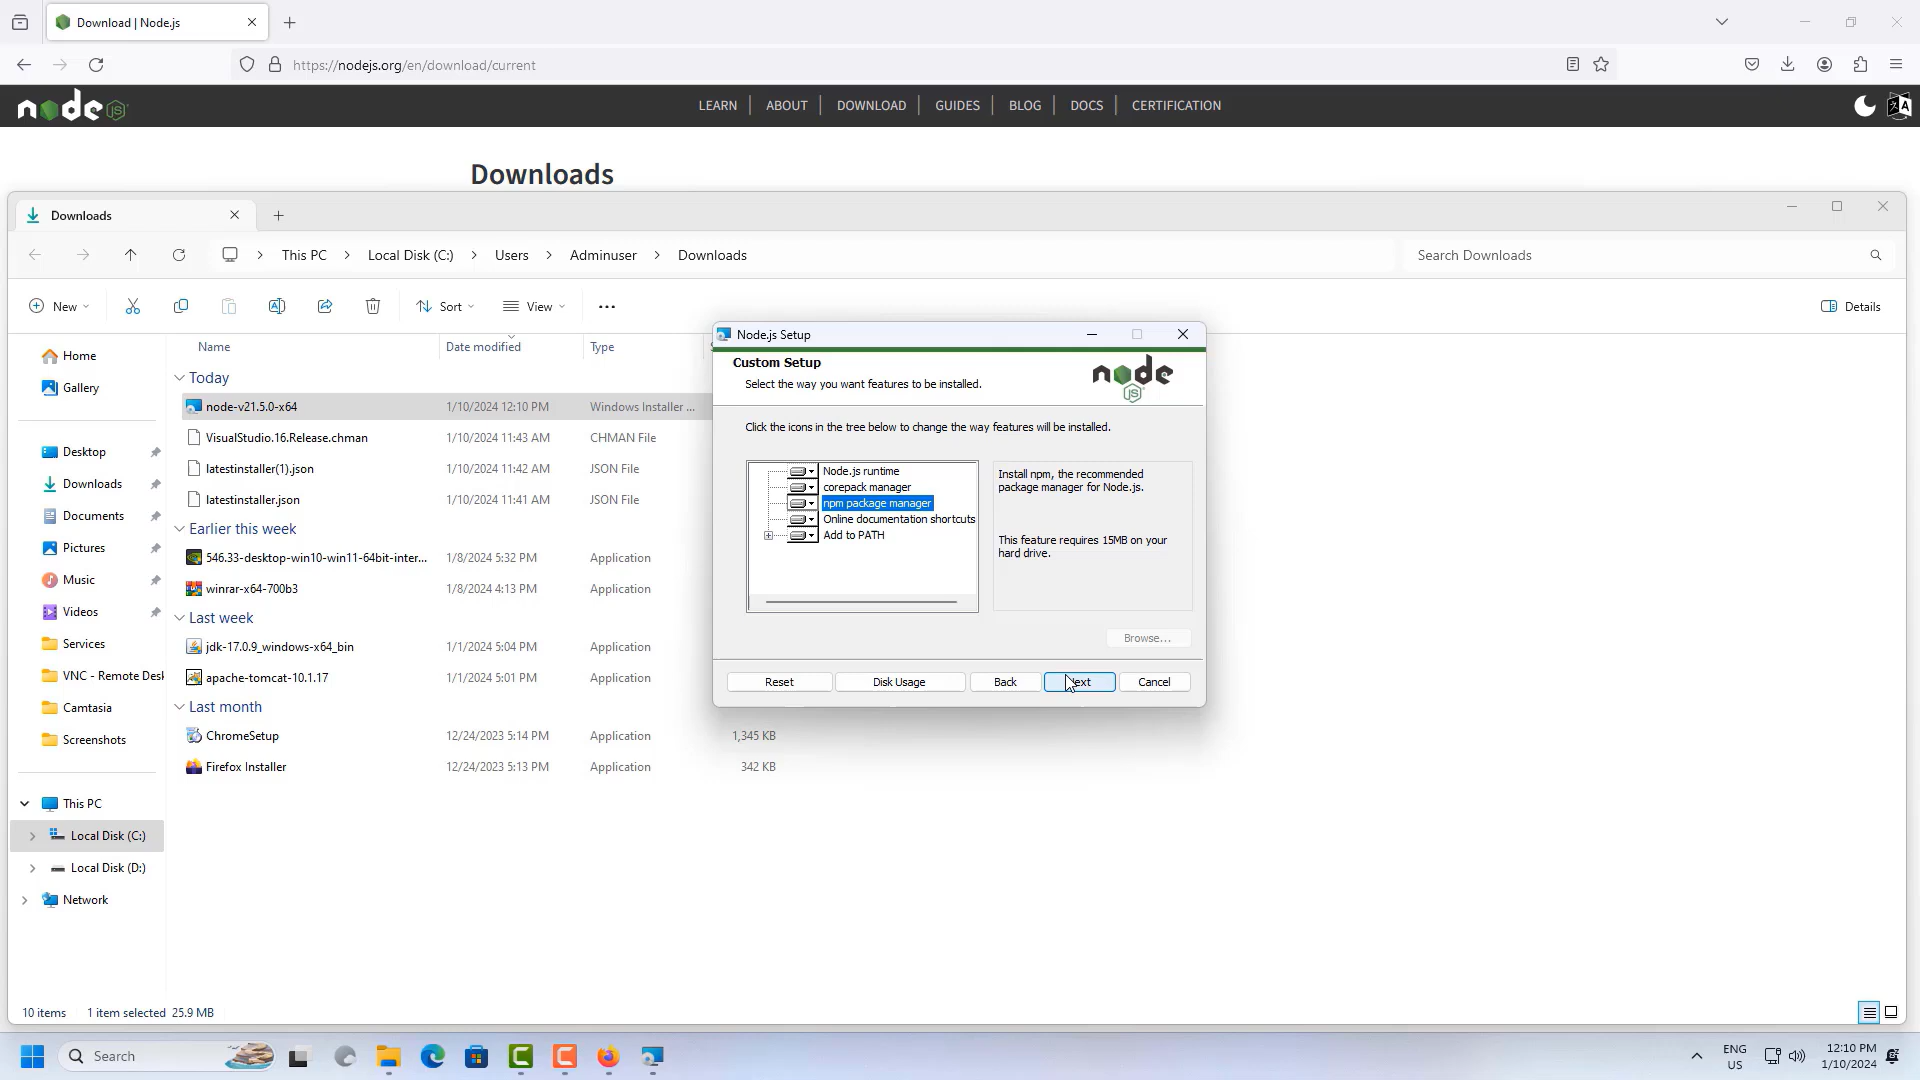 Download | Node.js
https://nodejs.org/en/download/current
node JS
LEARN ABOUT DOWNLOAD GUIDES BLOG DOCS CERTIFICATION
Downloads
Downloads
This PC > Local Disk (C:) > Users > Adminuser > Downloads
Search Downloads
New
Sort
View
Details
Home
Gallery
Desktop
Downloads
Documents
Pictures
Music
Videos
Services
VNC - Remote Desk
Camtasia
Screenshots
This PC
Local Disk (C:)
Local Disk (D:)
Network
Name Date modified Type
Today
node-v21.5.0-x64 1/10/2024 12:10 PM Windows Installer ...
VisualStudio.16.Release.chman 1/10/2024 11:43 AM CHMAN File
latestinstaller(1).json 1/10/2024 11:42 AM JSON File
latestinstaller.json 1/10/2024 11:41 AM JSON File
Earlier this week
546.33-desktop-win10-win11-64bit-inter... 1/8/2024 5:32 PM Application
winrar-x64-700b3 1/8/2024 4:13 PM Application
Last week
jdk-17.0.9_windows-x64_bin 1/1/2024 5:04 PM Application
apache-tomcat-10.1.17 1/1/2024 5:01 PM Application
Last month
ChromeSetup 12/24/2023 5:14 PM Application 1,345 KB
Firefox Installer 12/24/2023 5:13 PM Application 342 KB
Node.js Setup
Custom Setup
Select the way you want features to be installed.
node JS
Click the icons in the tree below to change the way features will be installed.
Node.js runtime
corepack manager
npm package manager
Online documentation shortcuts
Add to PATH
Install npm, the recommended
package manager for Node.js.
This feature requires 15MB on your
hard drive.
Browse...
Reset
Disk Usage
Back
Next
Cancel
10 items 1 item selected 25.9 MB
Search
ENG
US
12:10 PM
1/10/2024